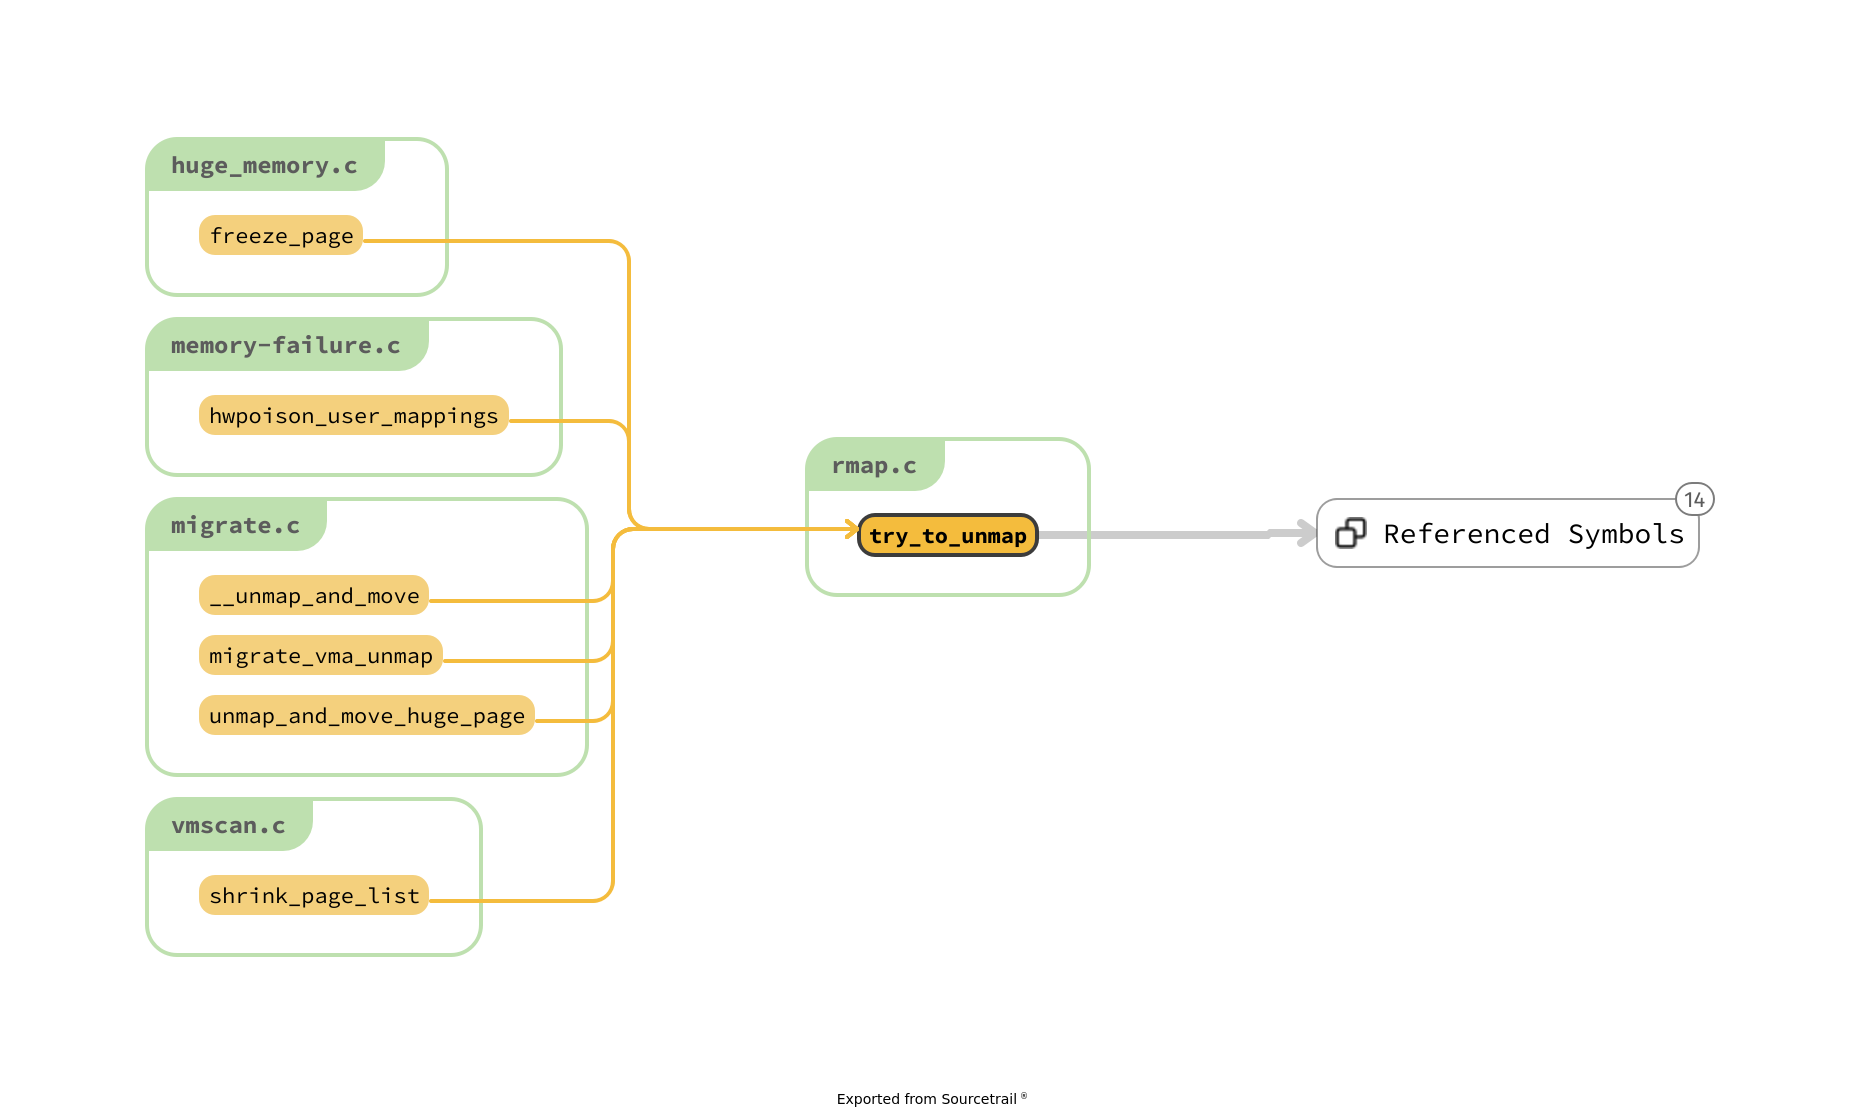 huge_memory.c
freeze_page
memory-failure.c
hwpoison_user_mappings
migrate.c
__unmap_and_move
migrate_vma_unmap
unmap_and_move_huge_page
vmscan.c
shrink_page_list
rmap.c
try_to_unmap
14
Referenced Symbols
Exported from Sourcetrail ®